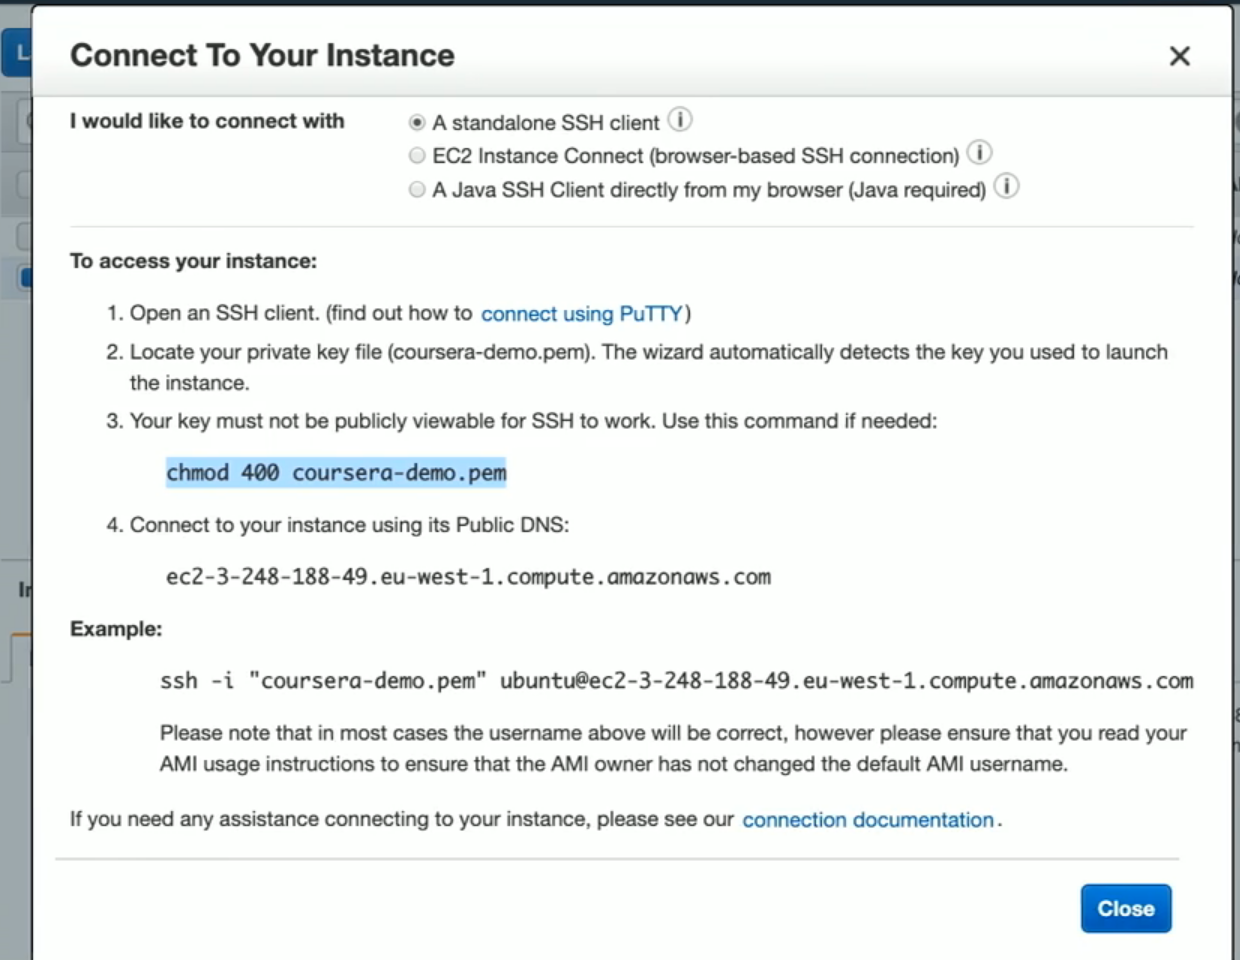 Connect To Your Instance
I would like to connect with
A standalone SSH client
EC2 Instance Connect (browser-based SSH connection)
A Java SSH Client directly from my browser (Java required)
To access your instance:
1. Open an SSH client. (find out how to connect using PuTTY)
2. Locate your private key file (coursera-demo.pem). The wizard automatically detects the key you used to launch
the instance.
3. Your key must not be publicly viewable for SSH to work. Use this command if needed:
chmod 400 coursera-demo.pem
4. Connect to your instance using its Public DNS:
ec2-3-248-188-49.eu-west-1.compute.amazonaws.com
Example:
ssh -i "coursera-demo.pem" ubuntu@ec2-3-248-188-49.eu-west-1.compute.amazonaws.com
Please note that in most cases the username above will be correct, however please ensure that you read your
AMI usage instructions to ensure that the AMI owner has not changed the default AMI username.
If you need any assistance connecting to your instance, please see our connection documentation.
Close